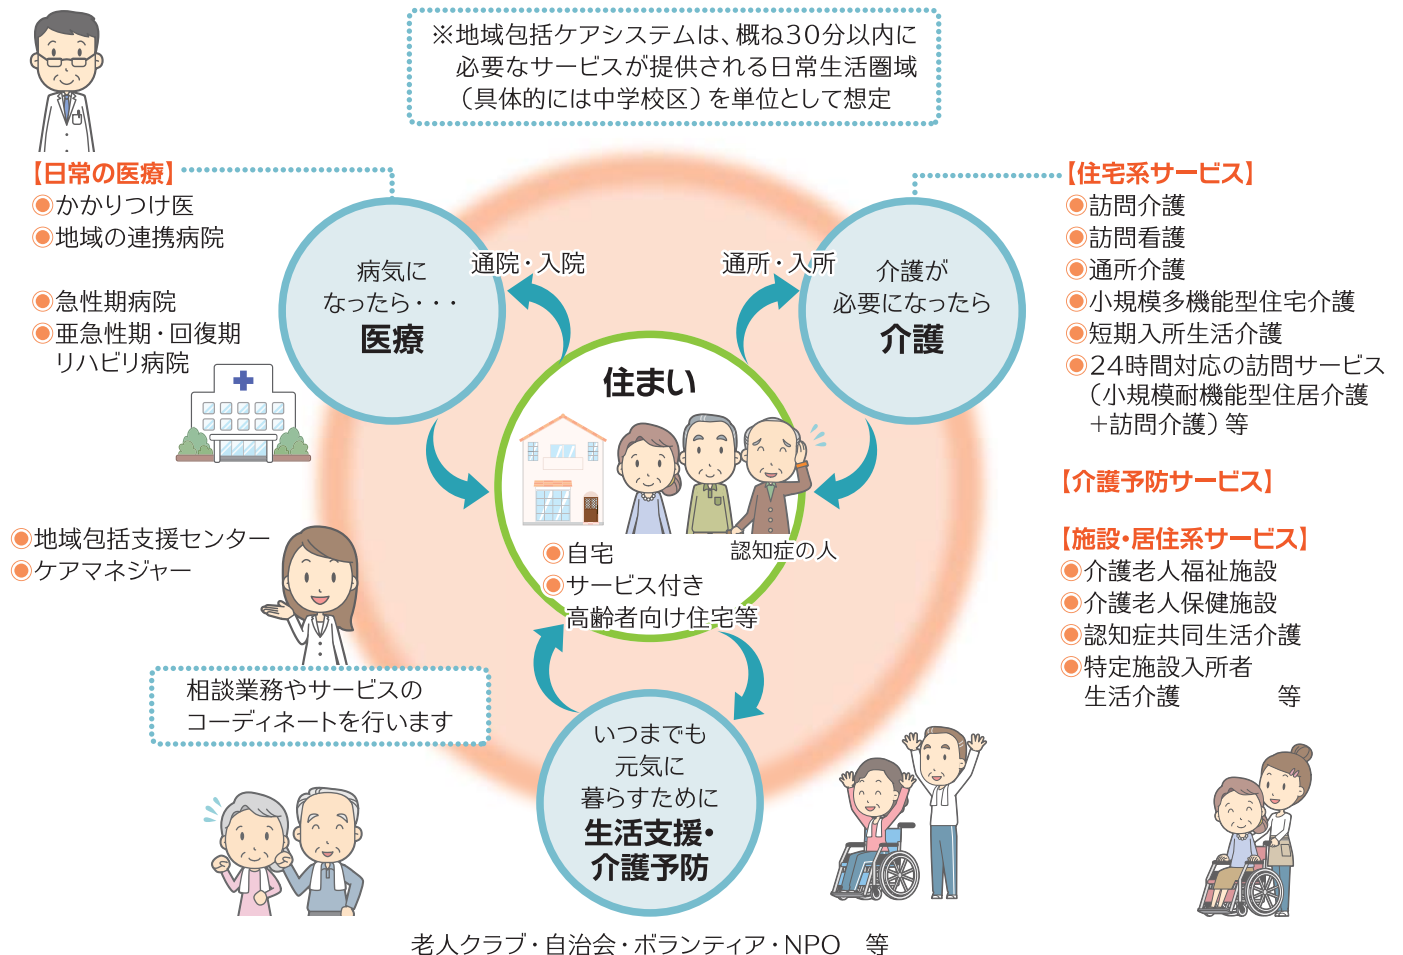 ※地域包括ケアシステムは、概ね30分以内に
必要なサービスが提供される日常生活圏域
（具体的には中学校区）を単位として想定
【日常の医療】
●かかりつけ医
●地域の連携病院
●急性期病院
●亜急性期・回復期
リハビリ病院
病気に
なったら・・・
医療
通院・入院
通所・入所
介護が
必要になったら
介護
【住宅系サービス】
●訪問介護
●訪問看護
●通所介護
●小規模多機能型住宅介護
●短期入所生活介護
●24時間対応の訪問サービス
（小規模耐機能型住居介護
＋訪問介護）等
【介護予防サービス】
【施設・居住系サービス】
●介護老人福祉施設
●介護老人保健施設
●認知症共同生活介護
●特定施設入所者
生活介護 等
住まい
認知症の人
●自宅
●サービス付き
高齢者向け住宅等
●地域包括支援センター
●ケアマネジャー
相談業務やサービスの
コーディネートを行います
いつまでも
元気に
暮らすために
生活支援・
介護予防
老人クラブ・自治会・ボランティア・NPO 等